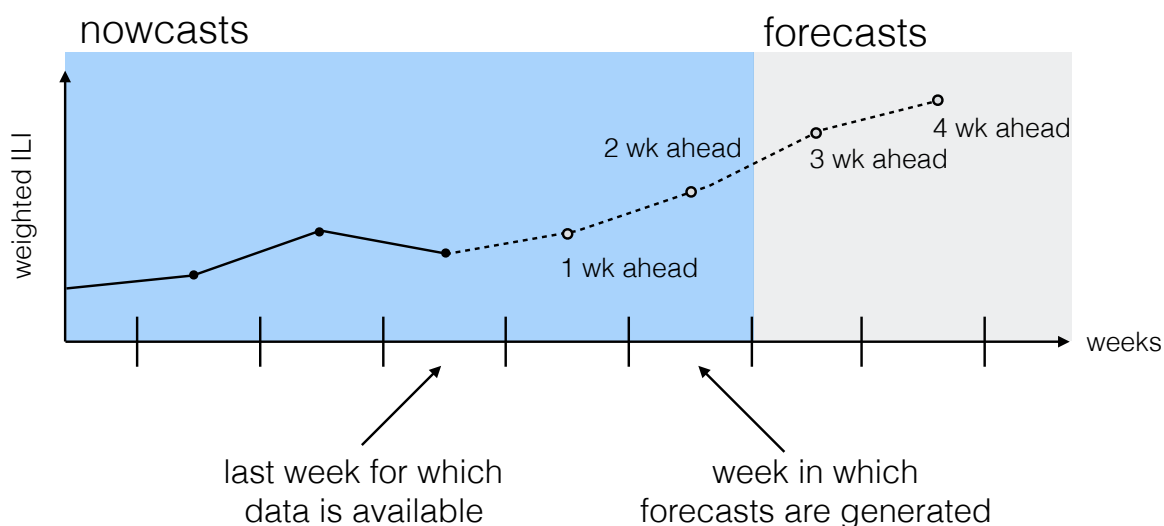 nowcasts
forecasts
weighted ILI
2 wk ahead
4 wk ahead
3 wk ahead
1 wk ahead
weeks
last week for which
data is available
week in which
forecasts are generated